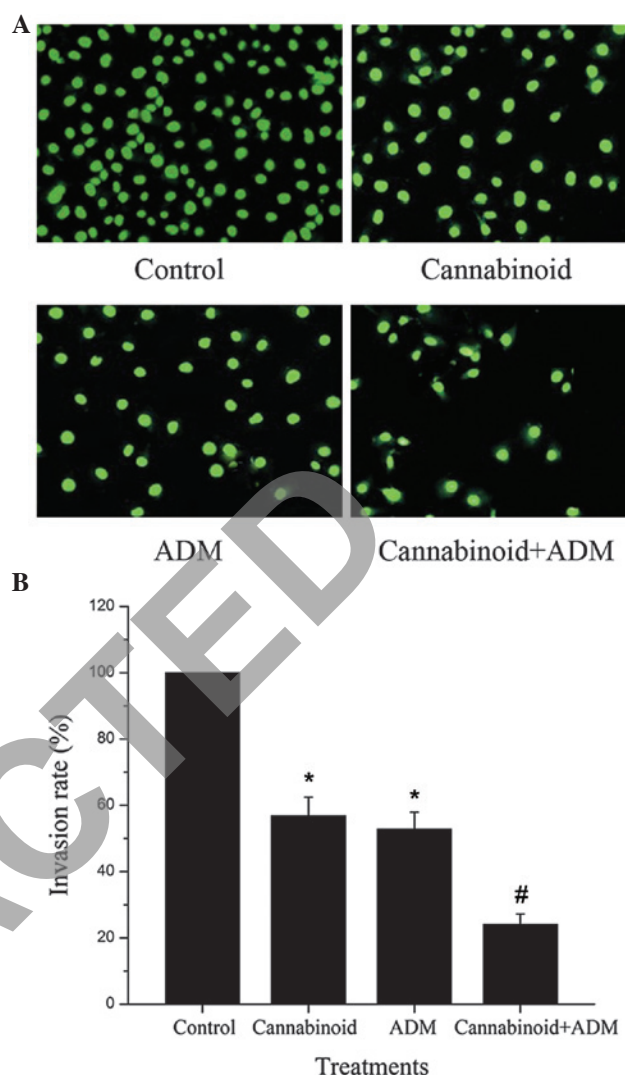 A
Control Cannabinoid
ADM Cannabinoid+ADM
B
120
100
80
60
40
20
0
Invasion rate (%)
*
*
#
Control Cannabinoid ADM Cannabinoid+ADM
Treatments
ACTED